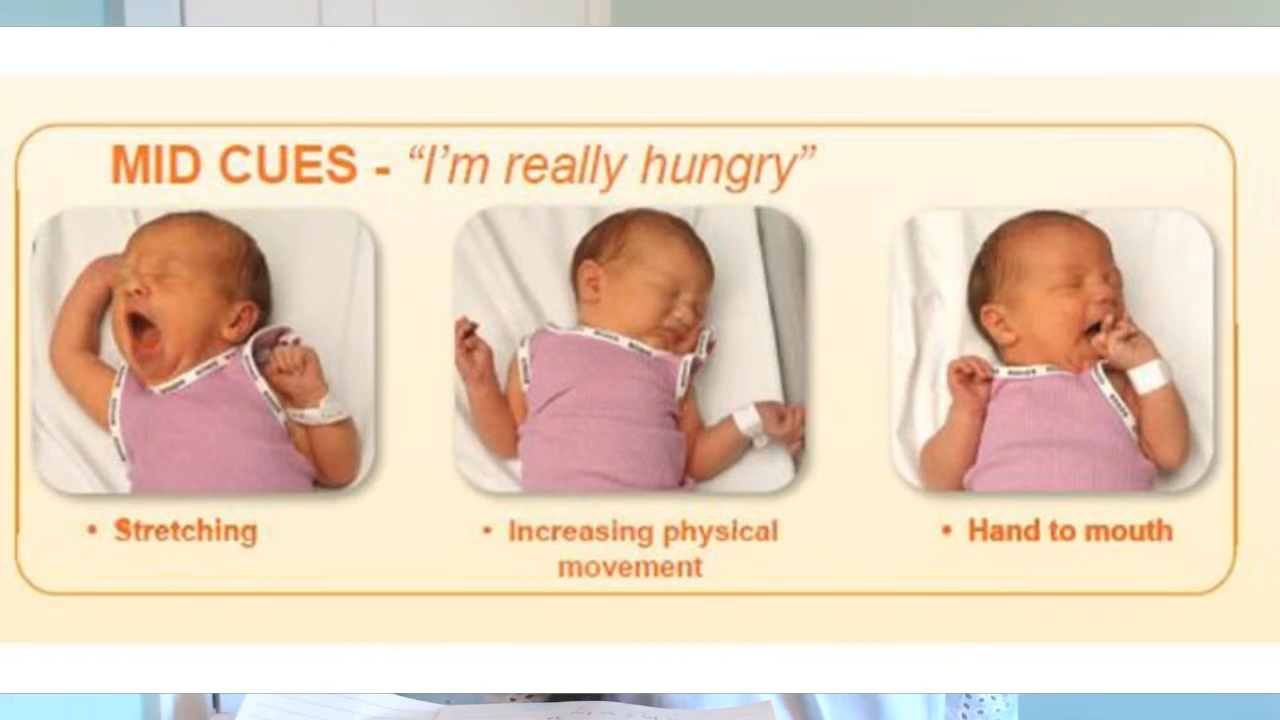 MID CUES - “I’m really hungry”
• Stretching
• Increasing physical
movement
• Hand to mouth